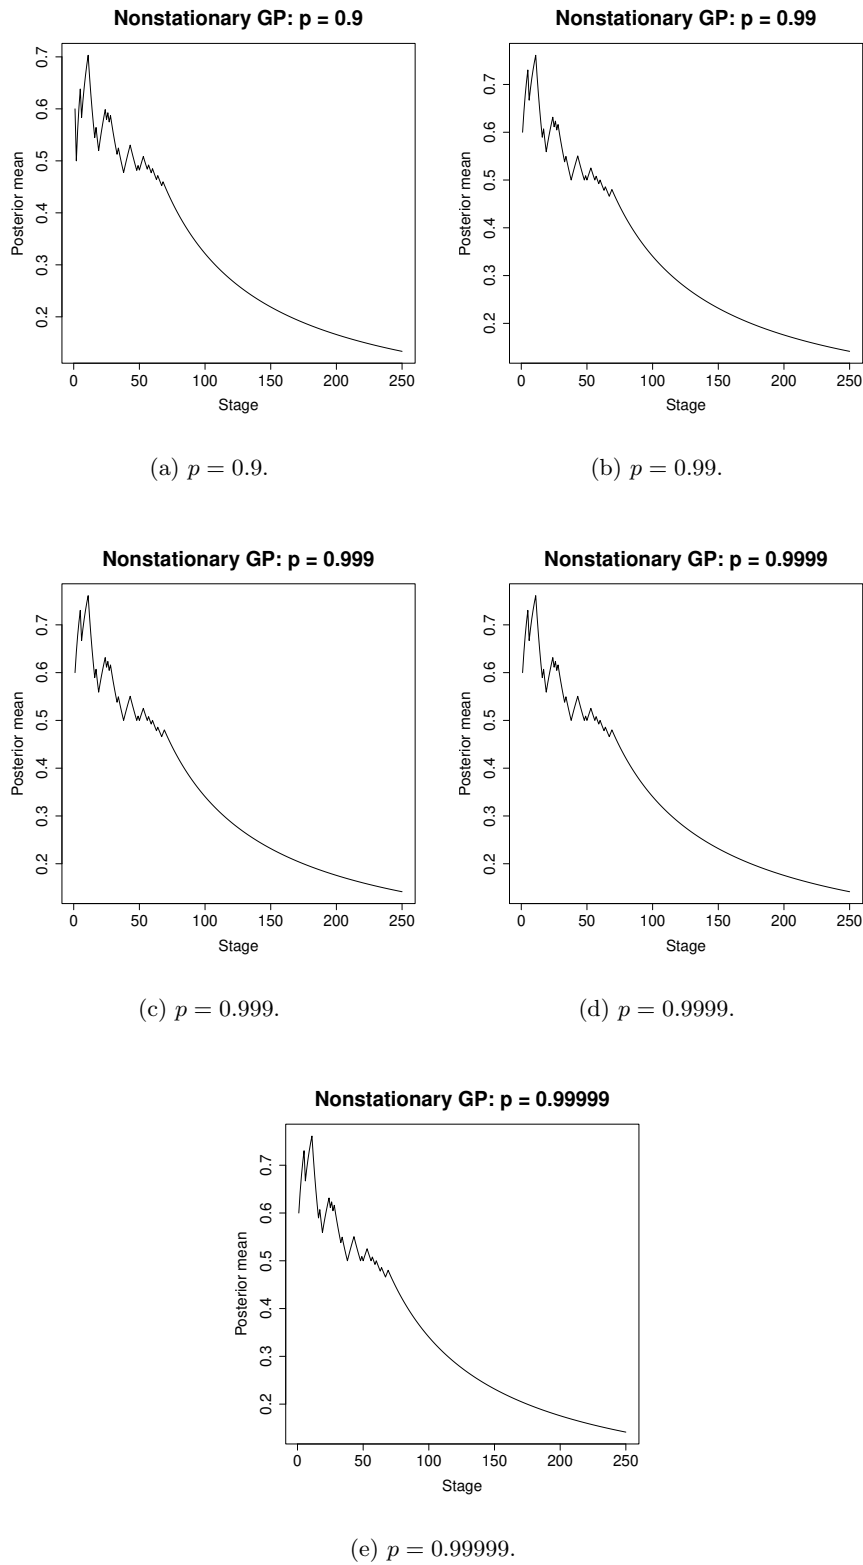 Nonstationary GP: p = 0.9
Posterior mean
0.2 0.3 0.4 0.5 0.6 0.7
0 50 100 150 200 250
Stage
(a) p = 0.9.
Nonstationary GP: p = 0.99
Posterior mean
0.2 0.3 0.4 0.5 0.6 0.7
0 50 100 150 200 250
Stage
(b) p = 0.99.
Nonstationary GP: p = 0.999
Posterior mean
0.2 0.3 0.4 0.5 0.6 0.7
0 50 100 150 200 250
Stage
(c) p = 0.999.
Nonstationary GP: p = 0.9999
Posterior mean
0.2 0.3 0.4 0.5 0.6 0.7
0 50 100 150 200 250
Stage
(d) p = 0.9999.
Nonstationary GP: p = 0.99999
Posterior mean
0.2 0.3 0.4 0.5 0.6 0.7
0 50 100 150 200 250
Stage
(e) p = 0.99999.